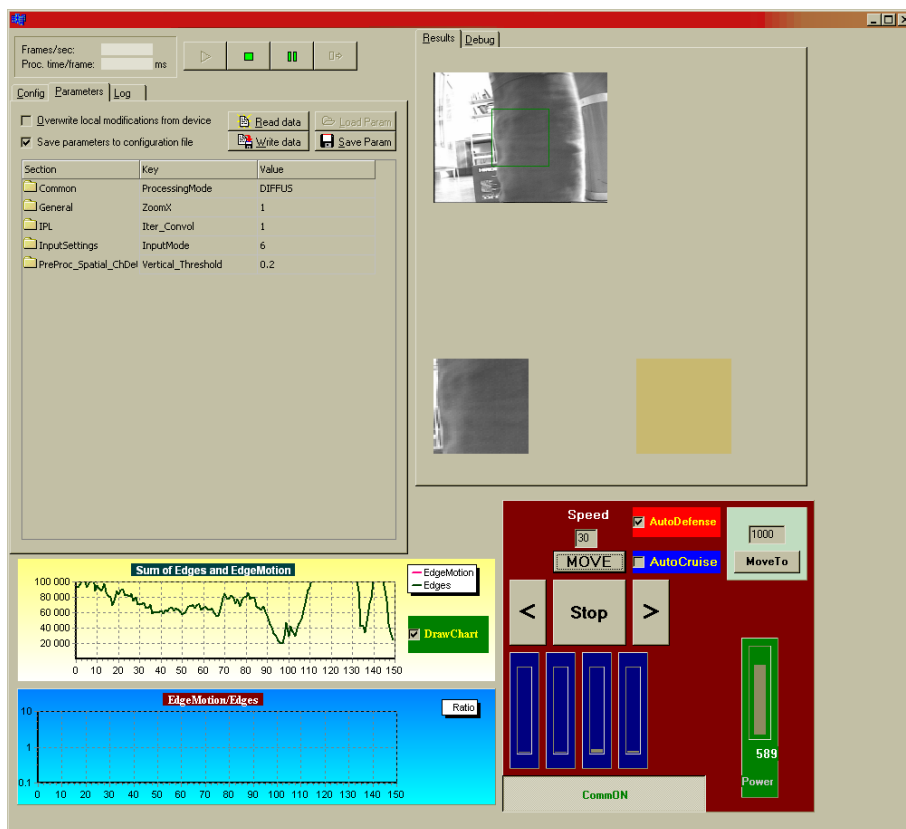 Frames/sec:
Proc. time/frame: ms
Config Parameters Log
Overwrite local modifications from device
Read data Load Param
Save parameters to configuration file
Write data Save Param
Section Key Value
Common ProcessingMode DIFFUS
General ZoomX 1
IPL Iter_Convol 1
InputSettings InputMode 6
PreProc_Spatial_ChDet Vertical_Threshold 0.2
Results Debug
Sum of Edges and EdgeMotion
100 000
80 000
60 000
40 000
20 000
0 10 20 30 40 50 60 70 80 90 100 110 120 130 140 150
EdgeMotion
Edges
DrawChart
EdgeMotion/Edges
10
1
0.1
0 10 20 30 40 50 60 70 80 90 100 110 120 130 140 150
Ratio
Speed
30
MOVE
AutoDefense
AutoCruise
1000
MoveTo
< Stop >
589
Power
CommON